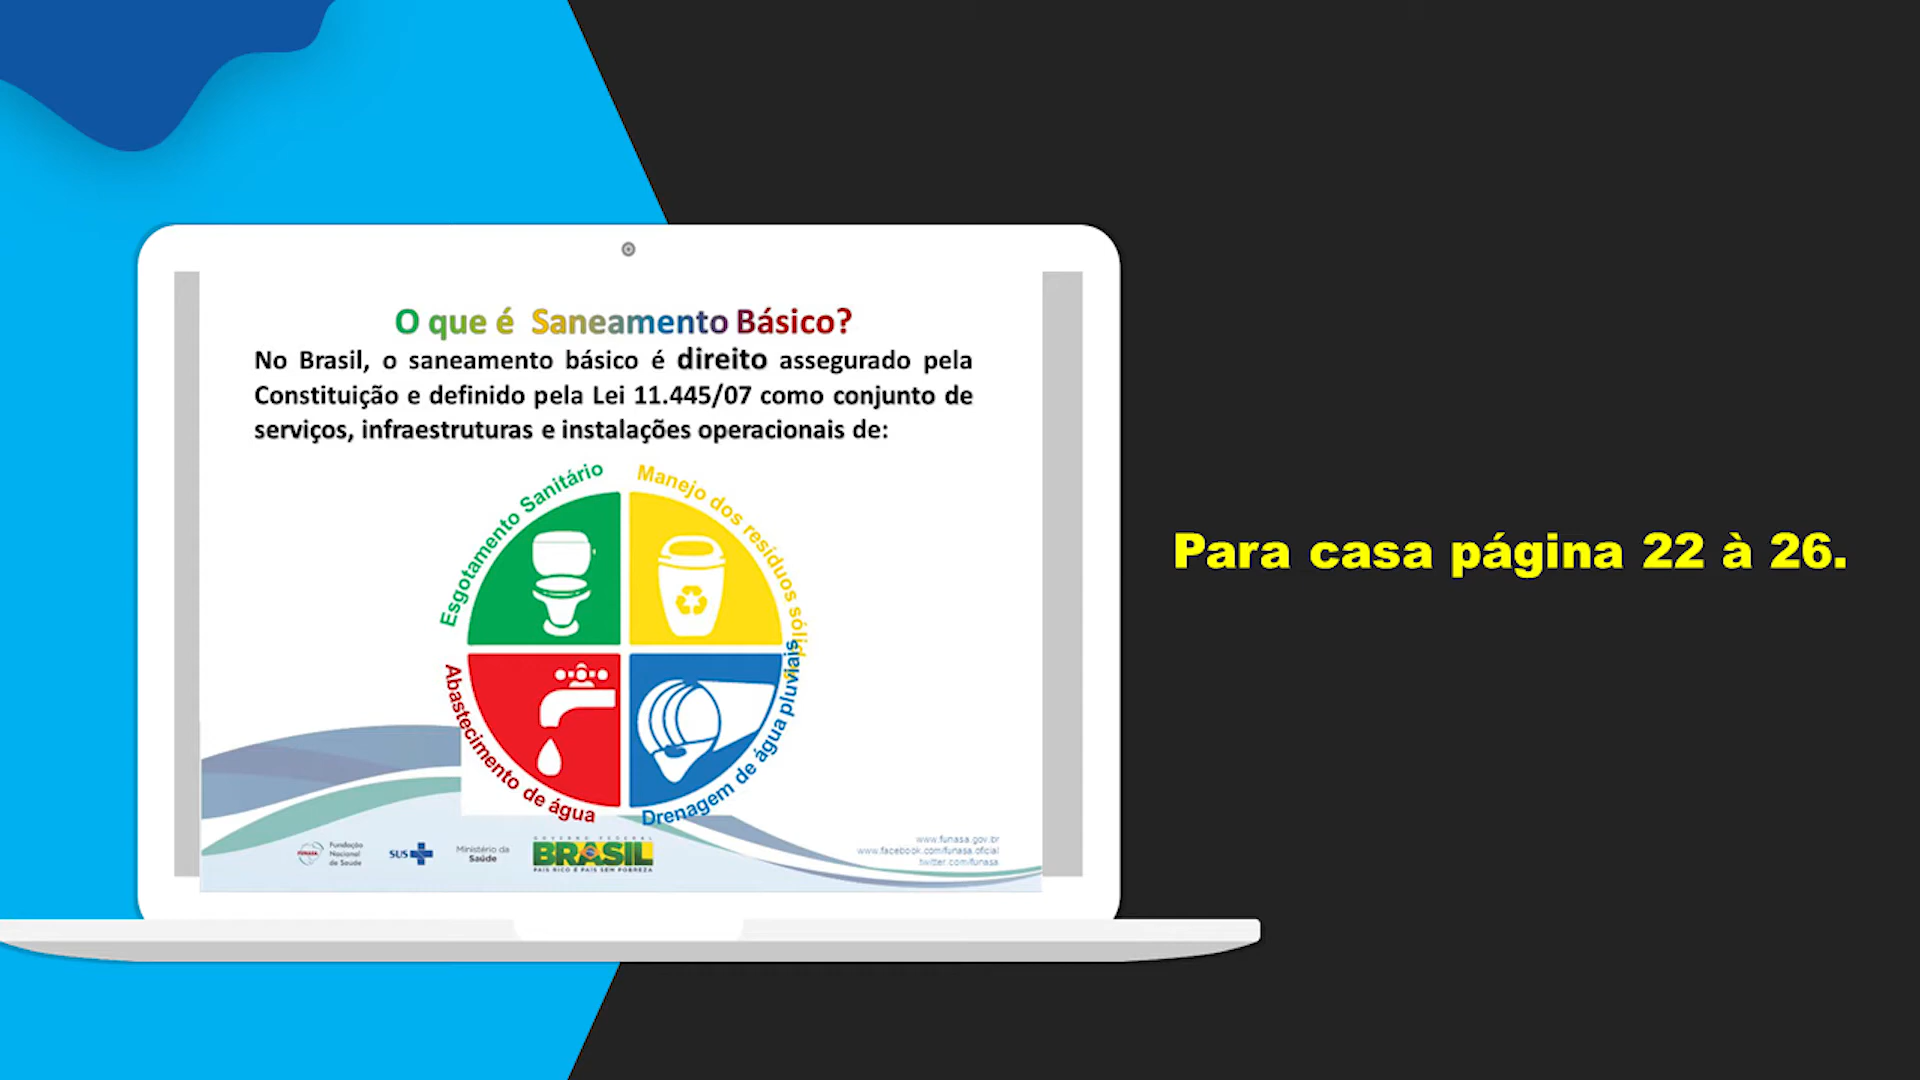 O que é Saneamento Básico?
No Brasil, o saneamento básico é direito assegurado pela
Constituição e definido pela Lei 11.445/07 como conjunto de
serviços, infraestruturas e instalações operacionais de:
Esgotamento Sanitário
Manejo dos resíduos sólidos
Abastecimento de água
Drenagem de água pluviais
Para casa página 22 à 26.
FUNASA
Fundação
Nacional
de Saúde
SUS
Ministério da
Saúde
GOVERNO FEDERAL
BRASIL
PAÍS RICO É PAÍS SEM POBREZA
www.funasa.gov.br
www.facebook.com/funasa.oficial
twitter.com/funasa